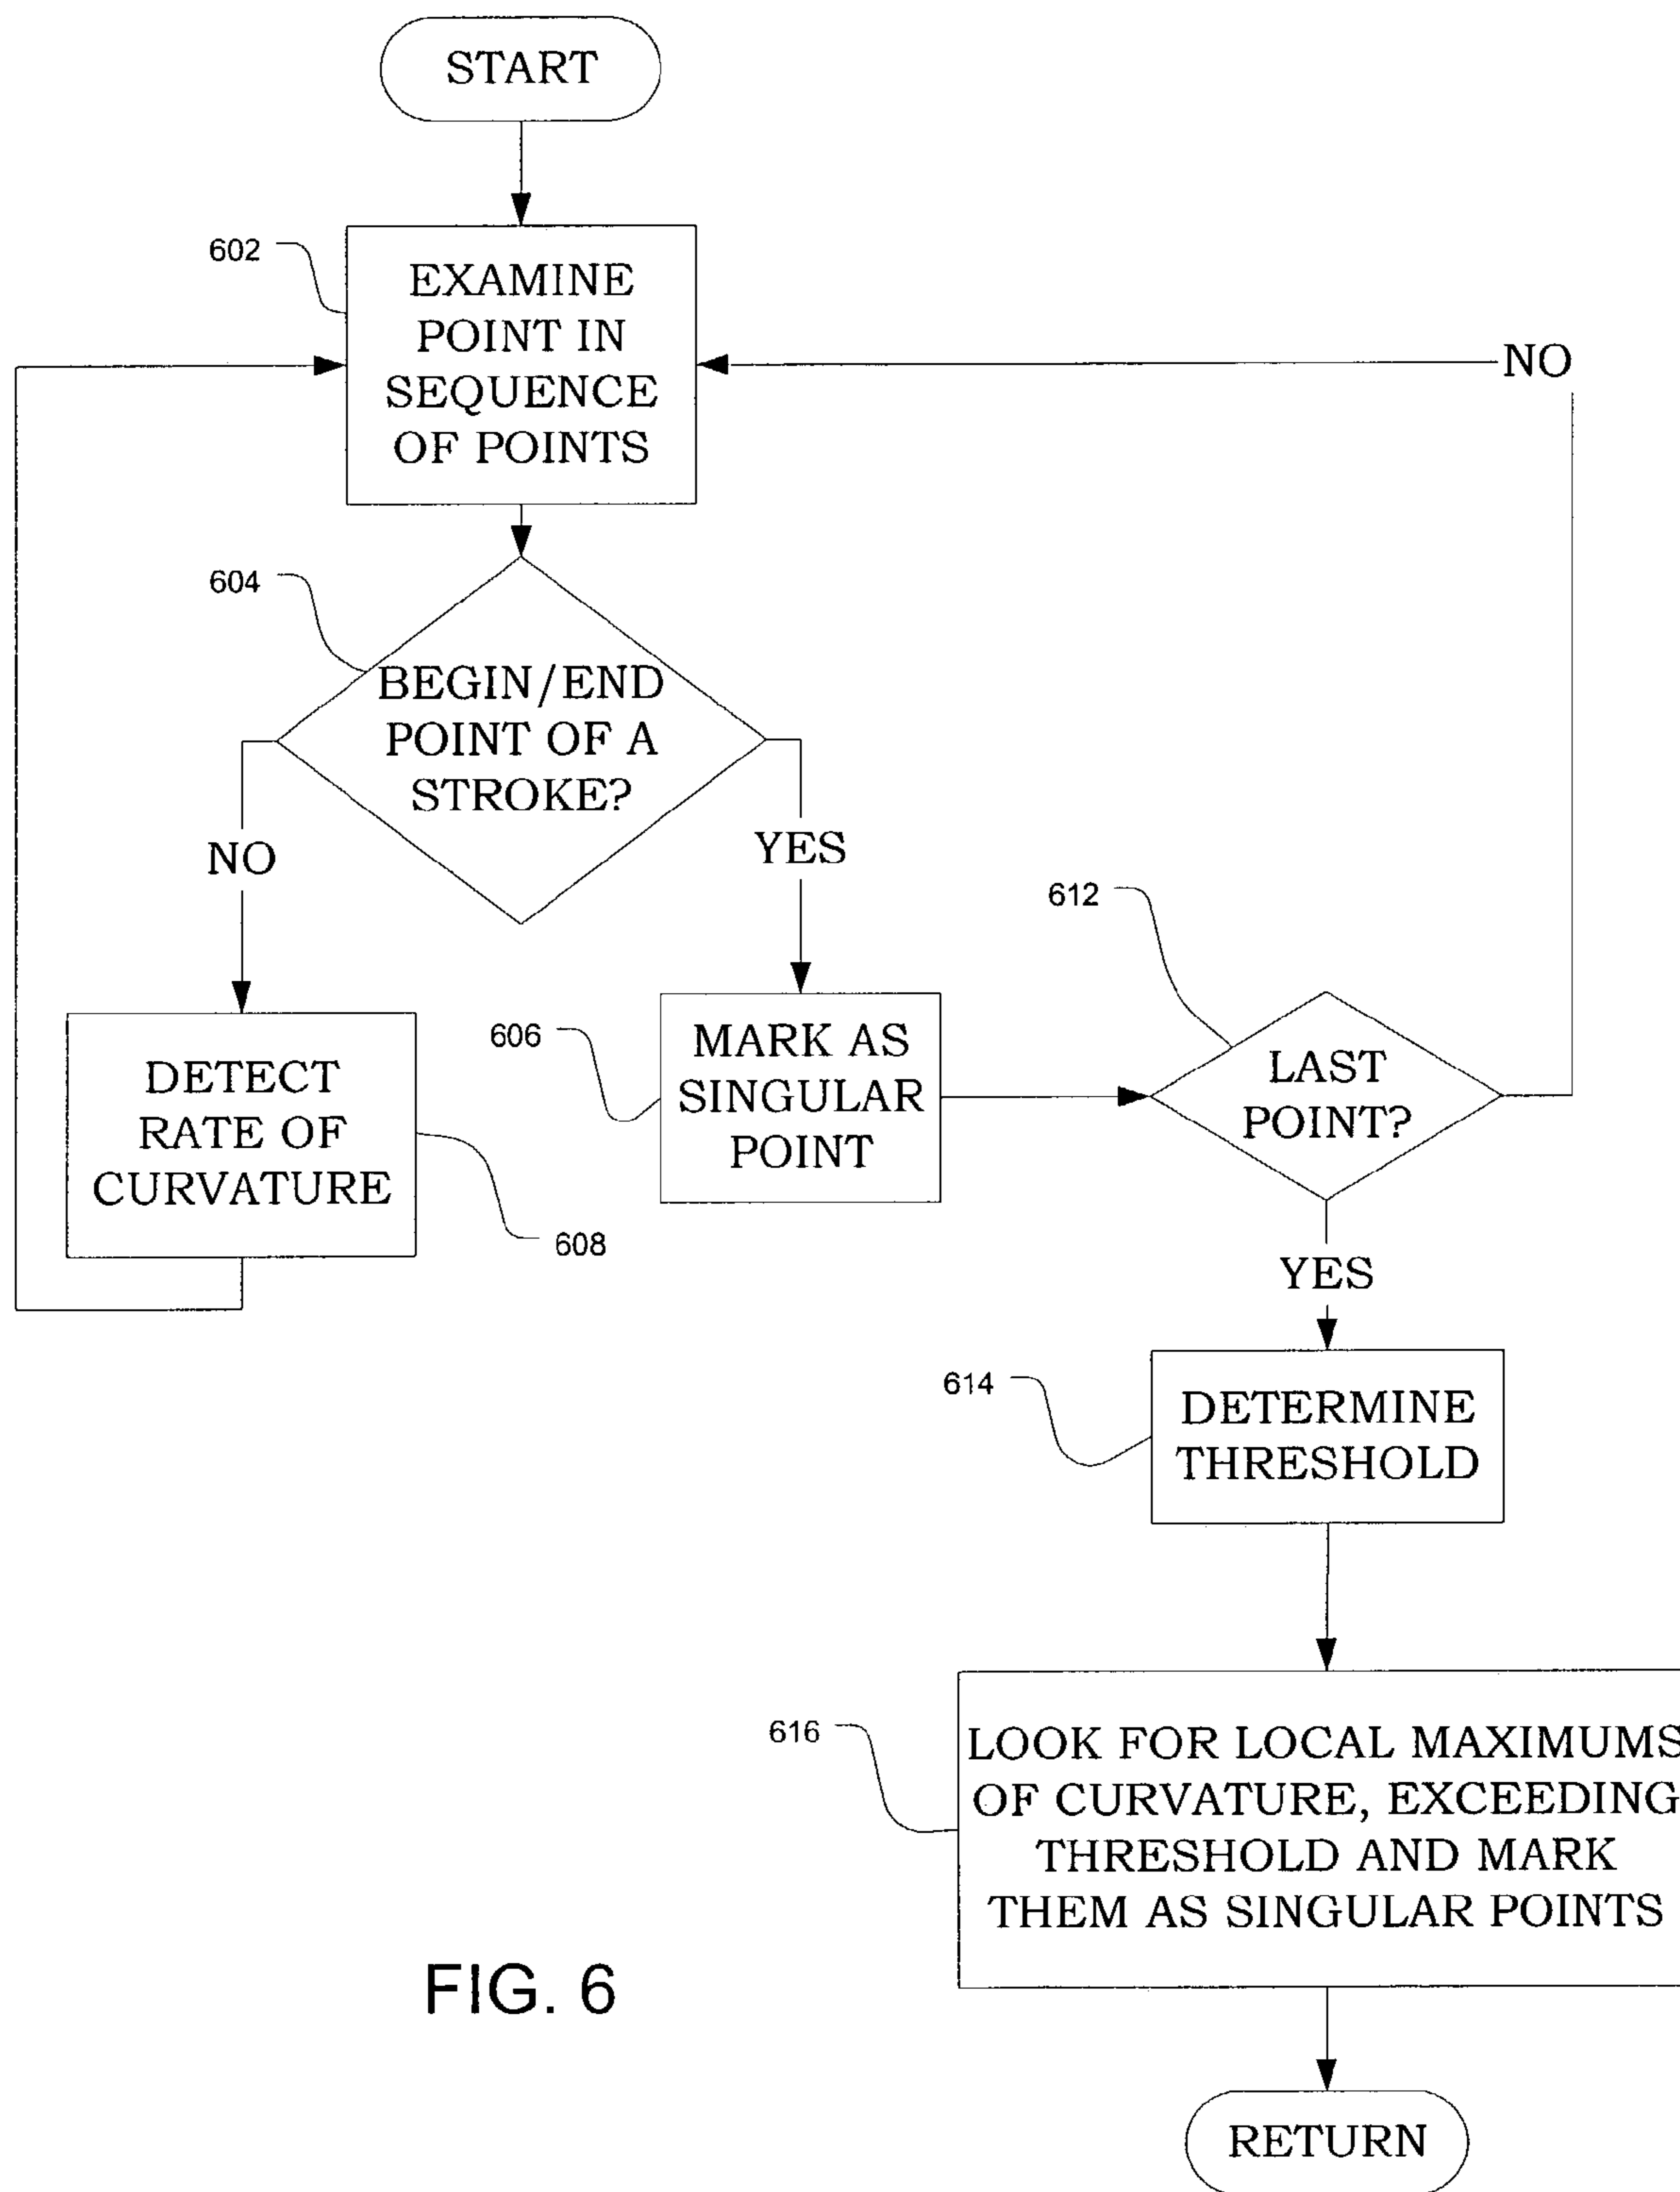 START
602
EXAMINE
POINT IN
SEQUENCE
OF POINTS
NO
604
BEGIN/END
POINT OF A
STROKE?
NO
YES
612
606
MARK AS
SINGULAR
POINT
LAST
POINT?
DETECT
RATE OF
CURVATURE
608
YES
614
DETERMINE
THRESHOLD
616
LOOK FOR LOCAL MAXIMUMS
OF CURVATURE, EXCEEDING
THRESHOLD AND MARK
THEM AS SINGULAR POINTS
FIG. 6
RETURN